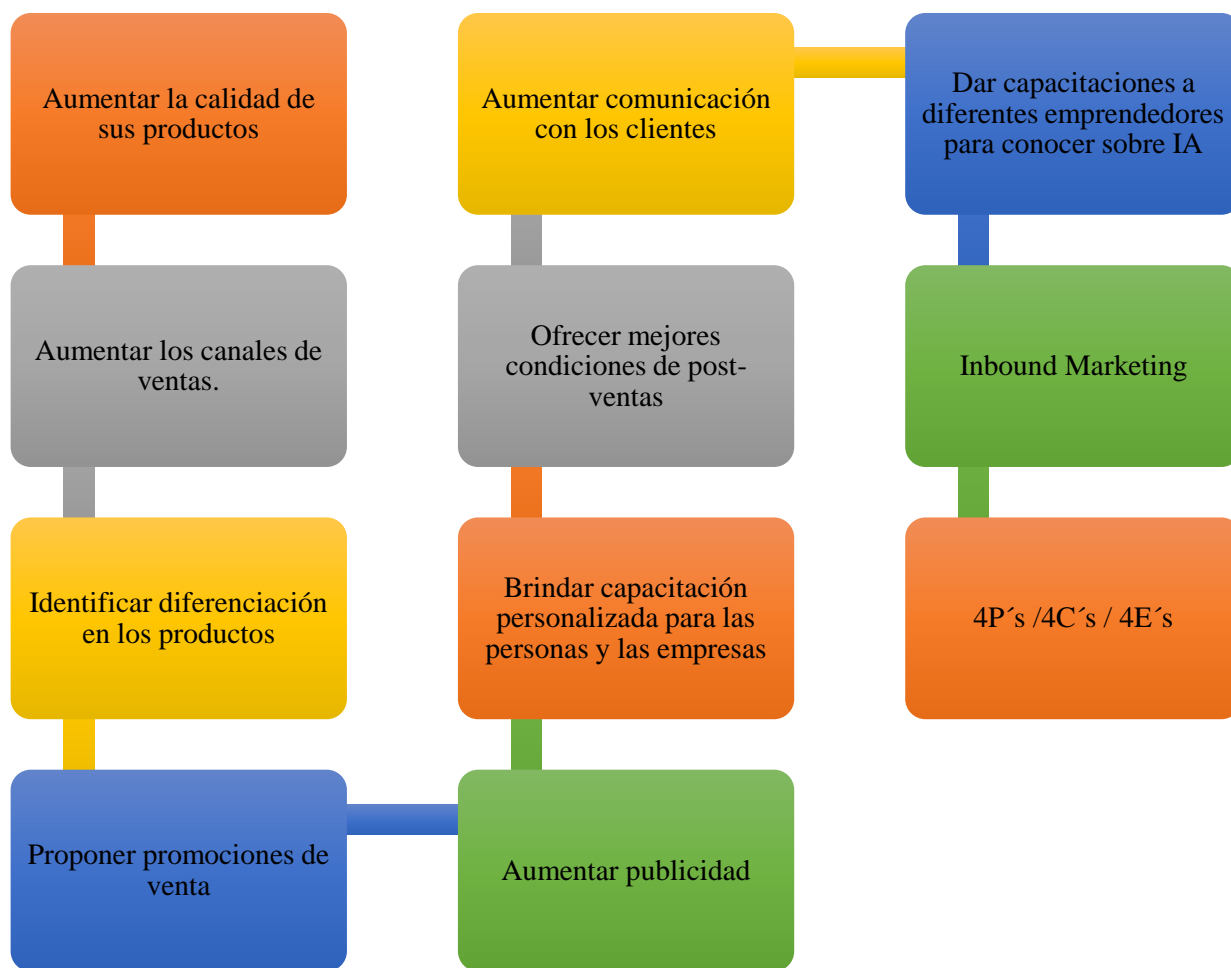 Aumentar la calidad de
sus productos
Aumentar los canales de
ventas.
Identificar diferenciación
en los productos
Proponer promociones de
venta
Aumentar publicidad
Brindar capacitación
personalizada para las
personas y las empresas
Ofrecer mejores
condiciones de post-
ventas
Aumentar comunicación
con los clientes
Dar capacitaciones a
diferentes emprendedores
para conocer sobre IA
Inbound Marketing
4P´s /4C´s / 4E´s